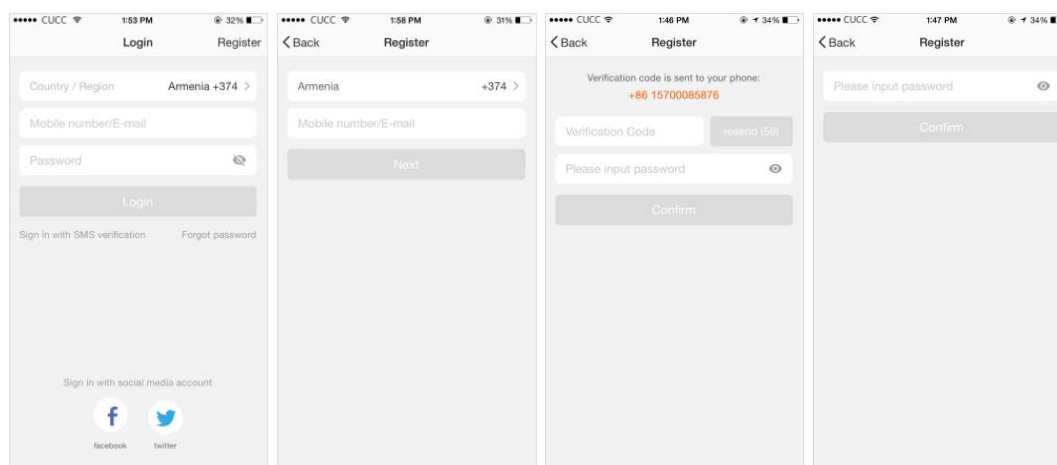 CUCC 1:53 PM 32%
Login Register
Country / Region Armenia +374 >
Mobile number/E-mail
Password
Login
Sign in with SMS verification Forgot password
Sign in with social media account
facebook twitter
CUCC 1:58 PM 31%
< Back Register
Armenia +374 >
Mobile number/E-mail
Next
CUCC 1:46 PM 34%
< Back Register
Verification code is sent to your phone:
+86 15700085876
Verification Code resend (59)
Please input password
Confirm
CUCC 1:47 PM 34%
< Back Register
Please input password
Confirm